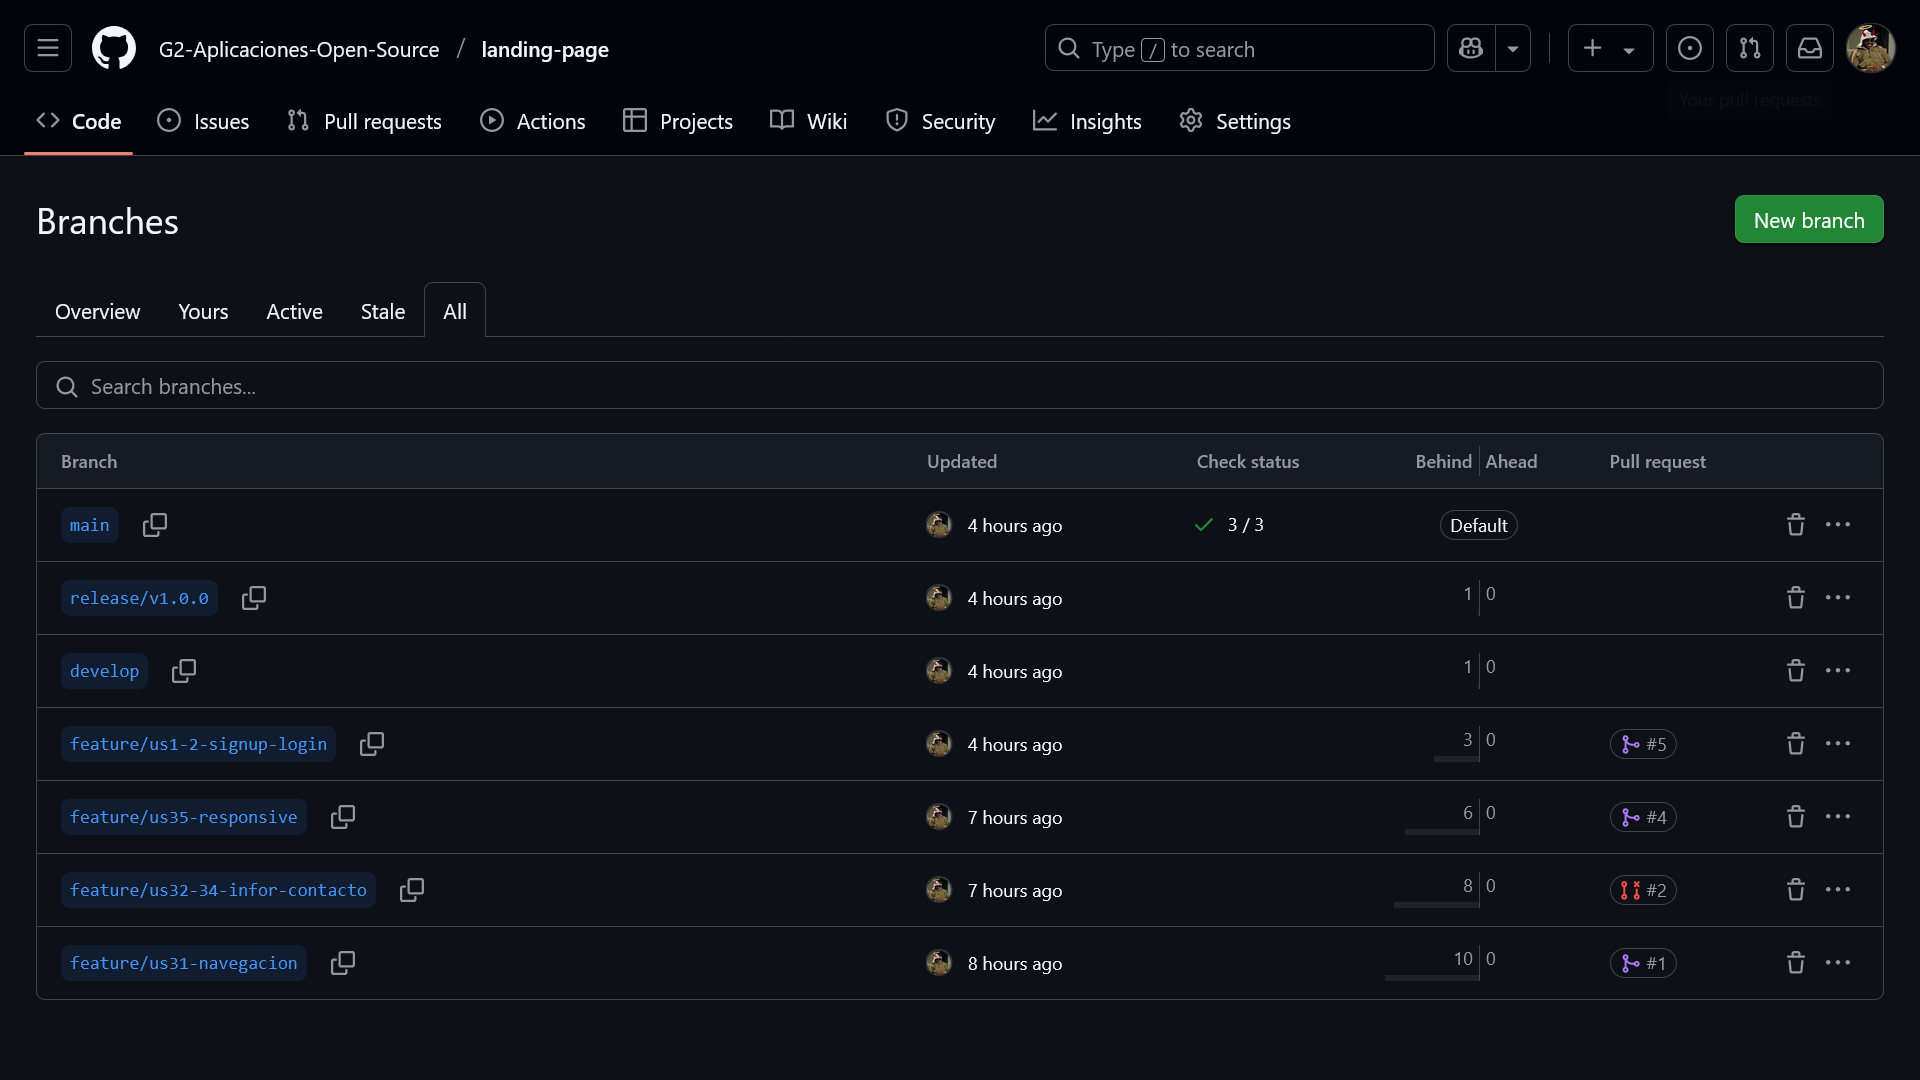 G2-Aplicaciones-Open-Source / landing-page
Type / to search
Your pull requests
Code Issues Pull requests Actions Projects Wiki Security Insights Settings
Branches
New branch
Overview Yours Active Stale All
Search branches...
Branch Updated Check status Behind Ahead Pull request
main 4 hours ago 3 / 3 Default
release/v1.0.0 4 hours ago 1 0
develop 4 hours ago 1 0
feature/us1-2-signup-login 4 hours ago 3 0 #5
feature/us35-responsive 7 hours ago 6 0 #4
feature/us32-34-infor-contacto 7 hours ago 8 0 #2
feature/us31-navegacion 8 hours ago 10 0 #1